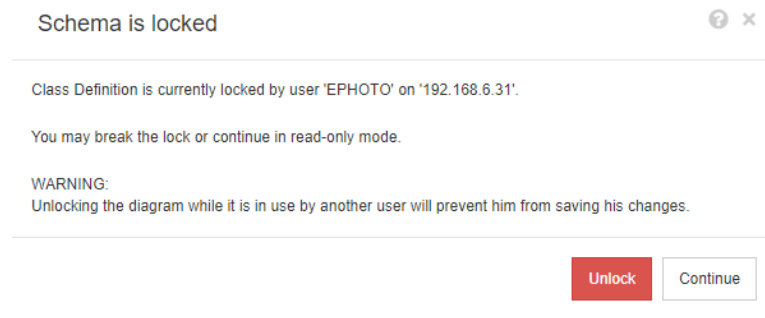 Schema is locked
Class Definition is currently locked by user 'EPHOTO' on '192.168.6.31'.
You may break the lock or continue in read-only mode.
WARNING:
Unlocking the diagram while it is in use by another user will prevent him from saving his changes.
Unlock Continue